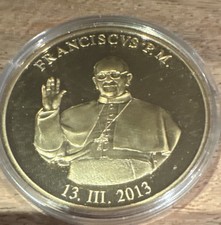 FRANCISCVS P.M.
13. III. 2013